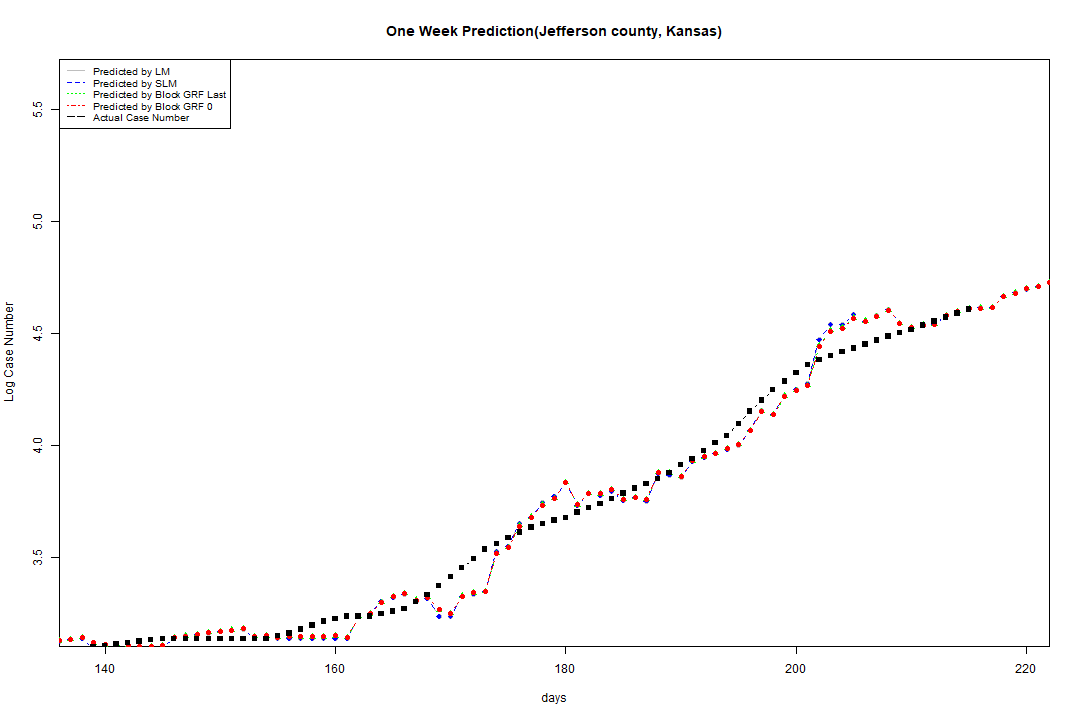 One Week Prediction(Jefferson county, Kansas)
Predicted by LM
Predicted by SLM
Predicted by Block GRF Last
Predicted by Block GRF 0
Actual Case Number
5.5
5.0
4.5
4.0
3.5
Log Case Number
140 160 180 200 220
days